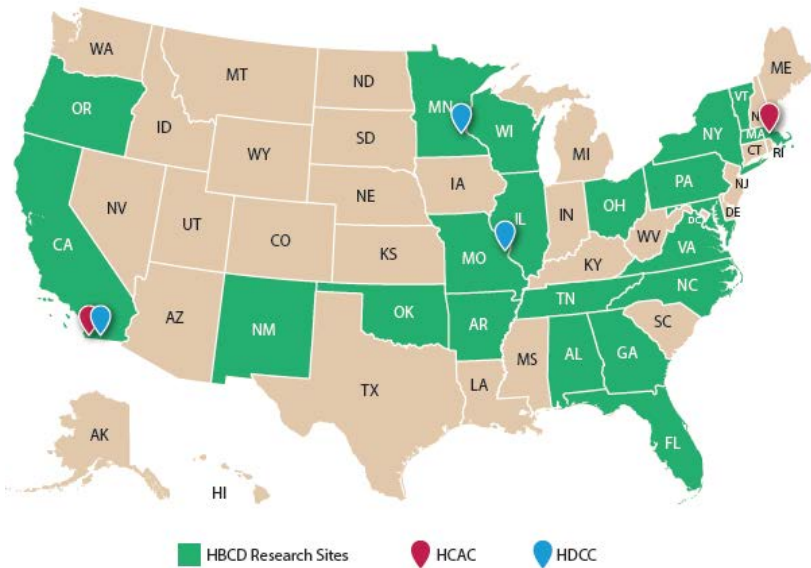 WA
MT
ND
MN
ME
OR
ID
SD
WI
VT
N
NY
MA
WY
MI
CT
RI
IA
PA
NE
NJ
NV
OH
UT
IL
IN
DE
CA
CO
DC
WV
VA
KS
MO
KY
NC
TN
AZ
NM
OK
AR
SC
MS
AL
GA
LA
TX
FL
AK
HI
HBCD Research Sites
HCAC
HDCC